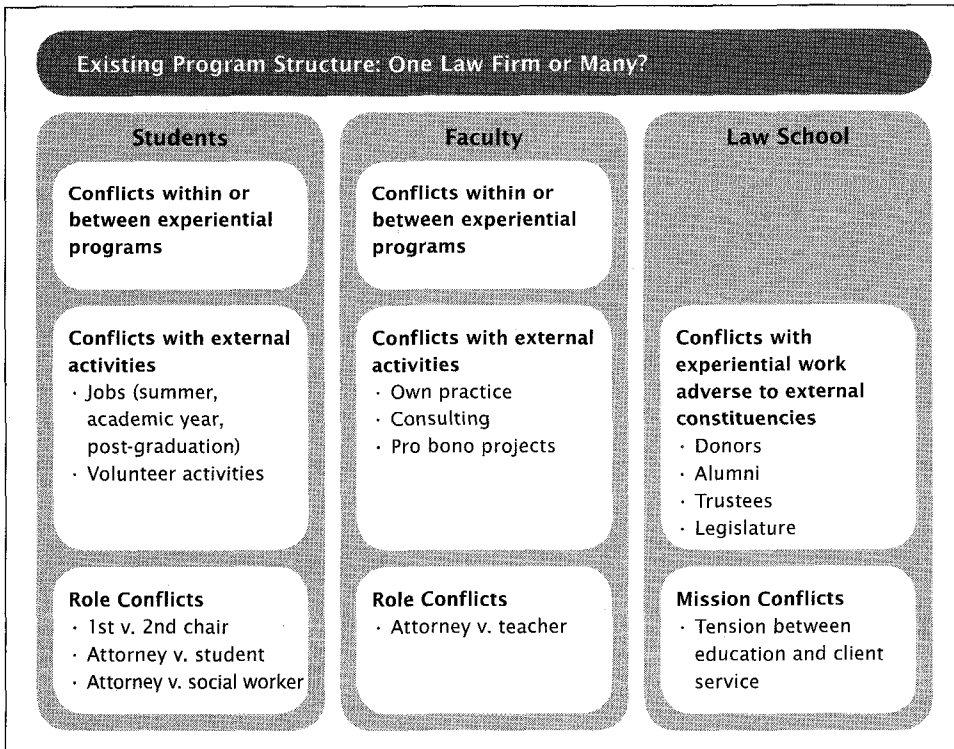 Existing Program Structure: One Law Firm or Many?
Students
Conflicts within or
between experiential
programs
Conflicts with external
activities
· Jobs (summer,
academic year,
post-graduation)
· Volunteer activities
Role Conflicts
· 1st v. 2nd chair
· Attorney v. student
· Attorney v. social worker
Faculty
Conflicts within or
between experiential
programs
Conflicts with external
activities
· Own practice
· Consulting
· Pro bono projects
Role Conflicts
· Attorney v. teacher
Law School
Conflicts with
experiential work
adverse to external
constituencies
· Donors
· Alumni
· Trustees
· Legislature
Mission Conflicts
· Tension between
education and client
service